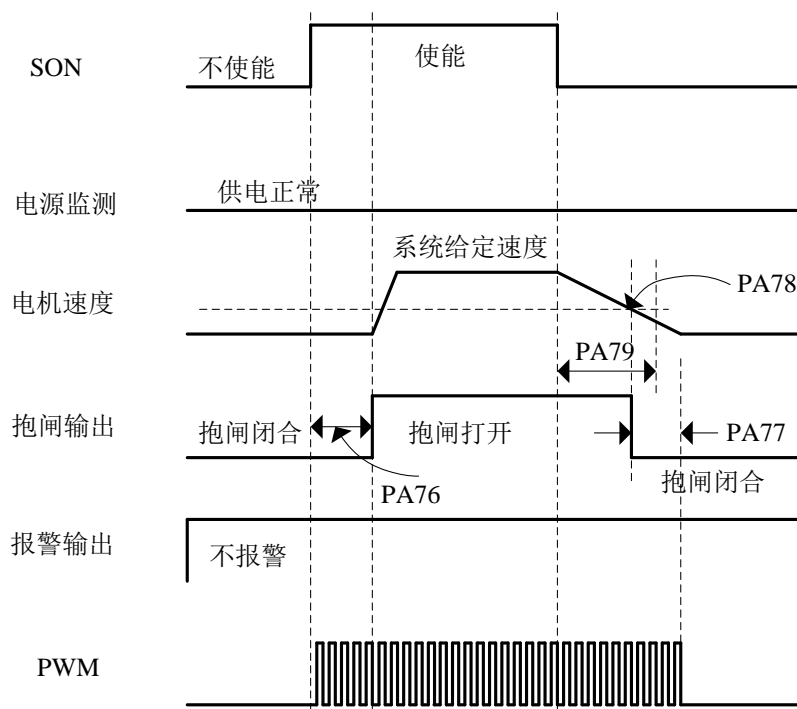 SON
不使能
使能
电源监测
供电正常
系统给定速度
电机速度
PA78
PA79
抱闸输出
抱闸闭合
抱闸打开
PA77
抱闸闭合
PA76
报警输出
不报警
PWM